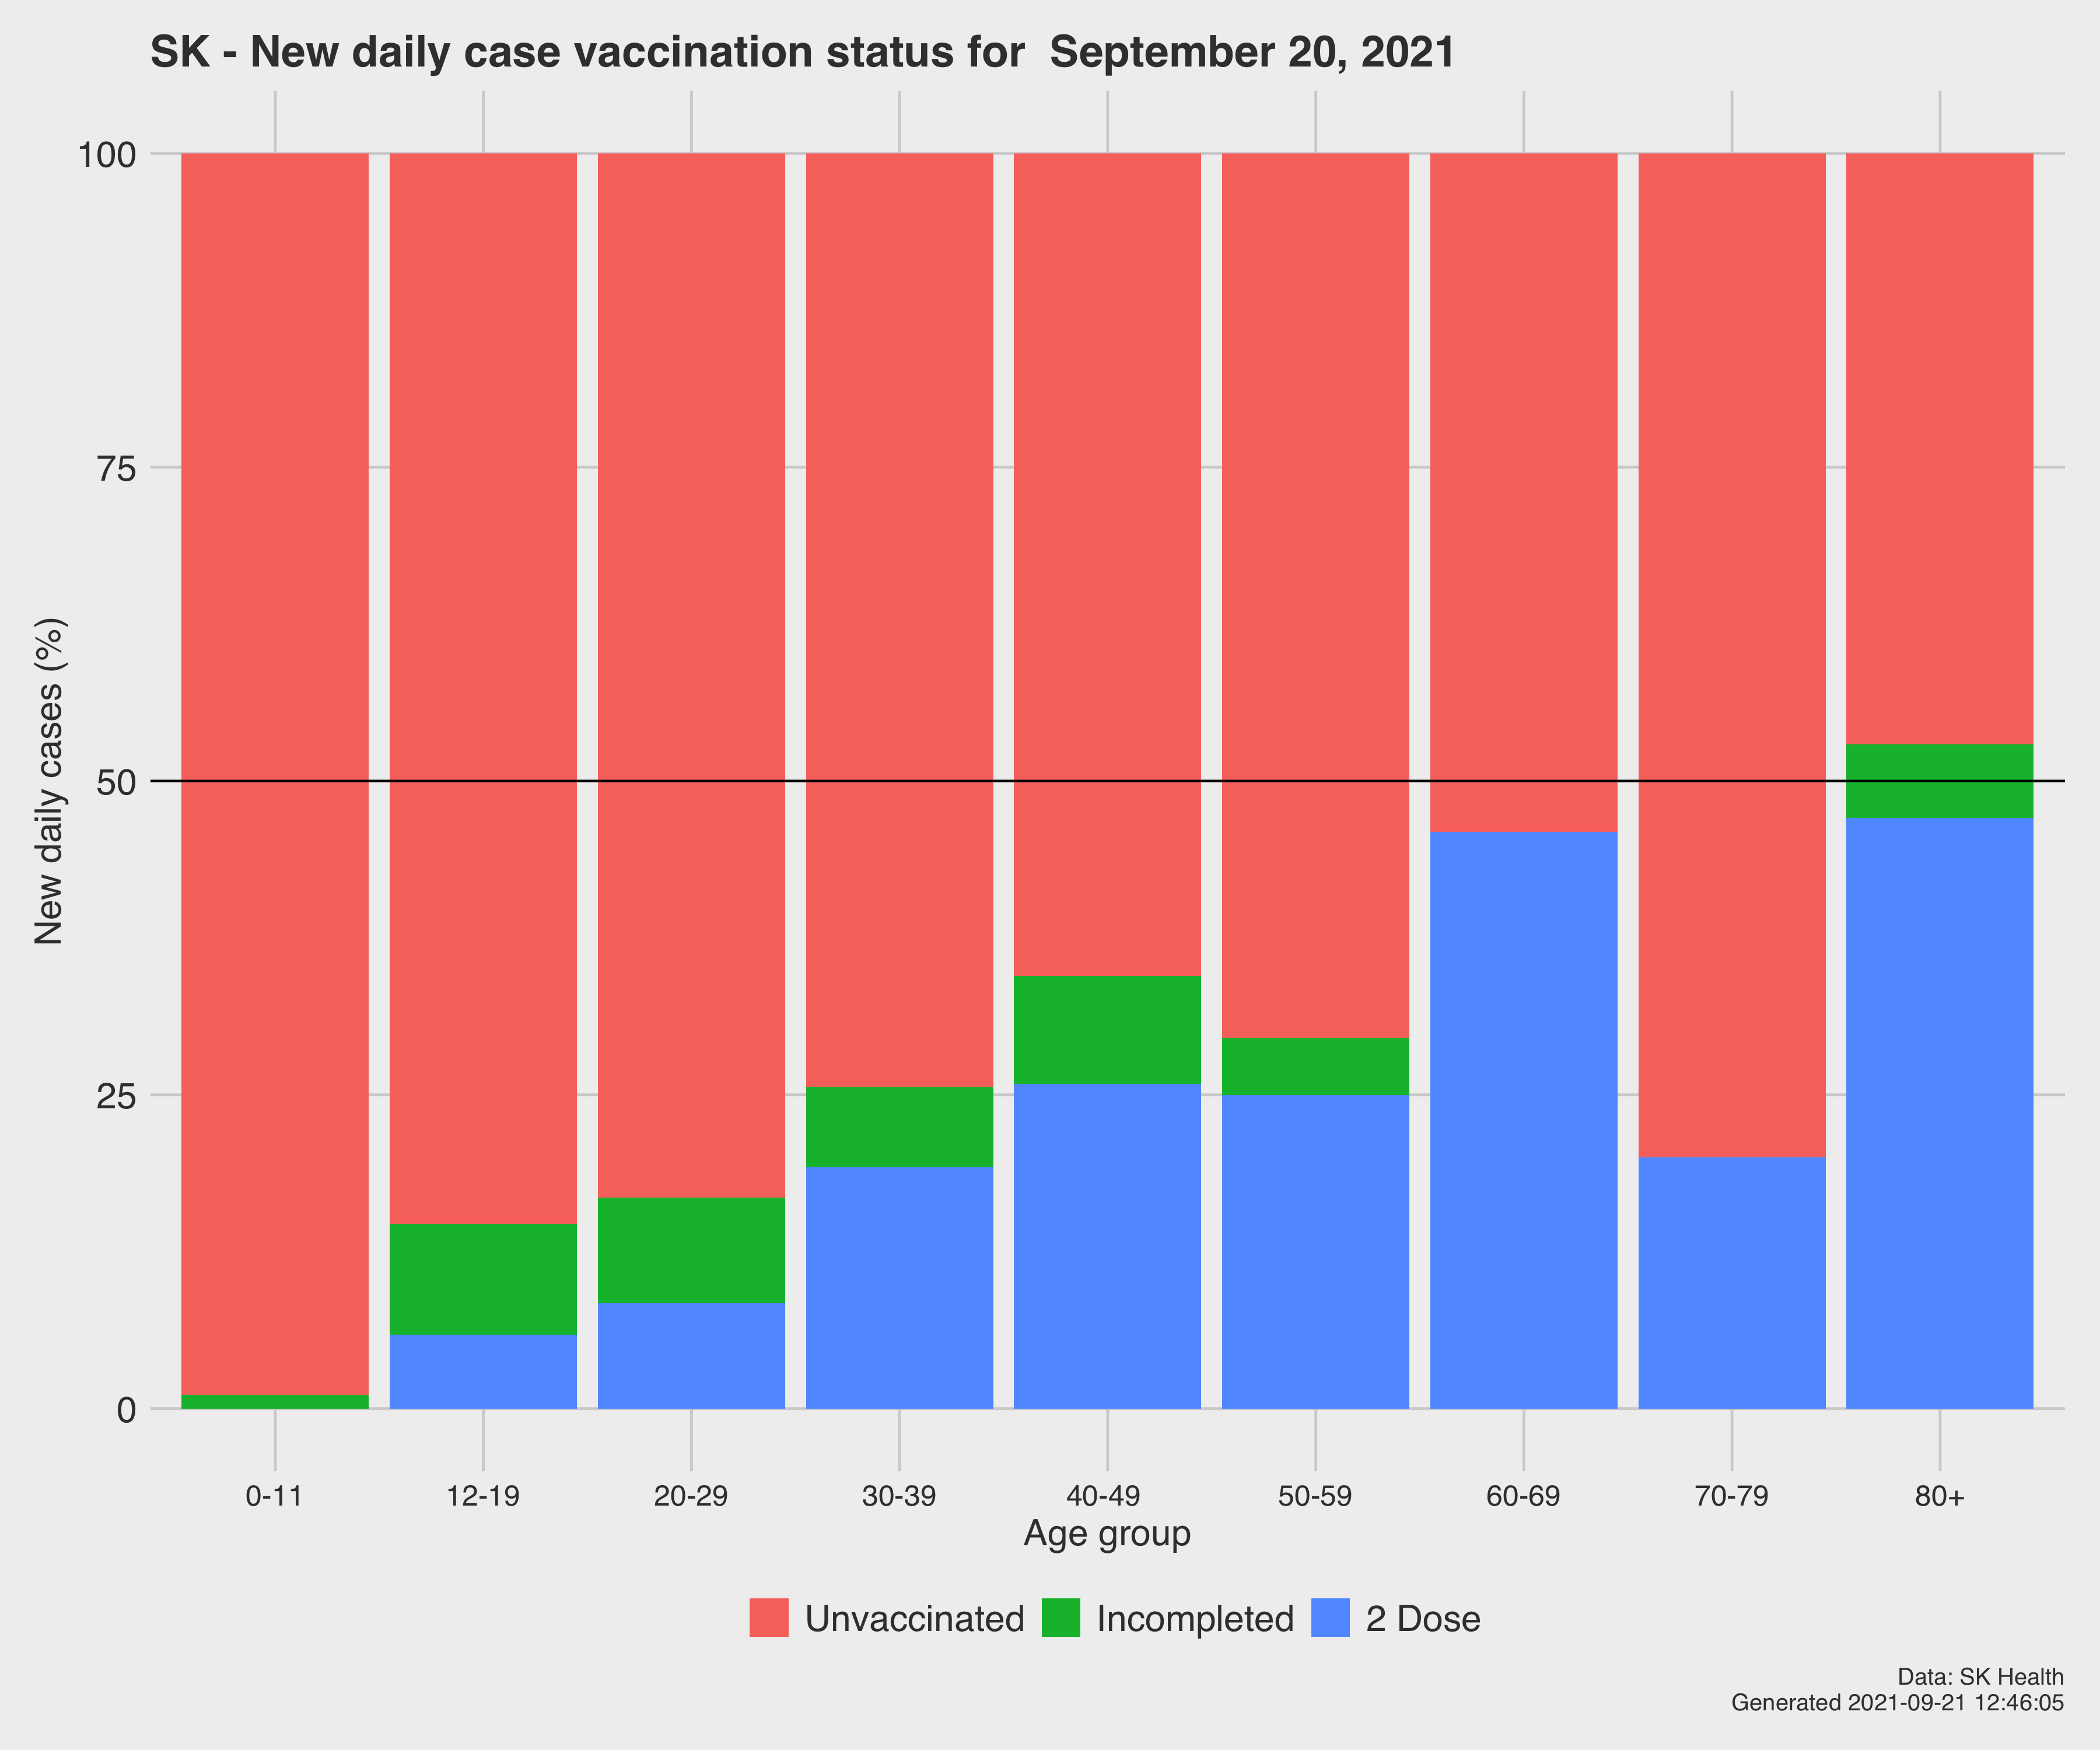 SK - New daily case vaccination status for  September 20, 2021
100
75
50
25
0
New daily cases (%)
0-11 12-19 20-29 30-39 40-49 50-59 60-69 70-79 80+
Age group
Unvaccinated Incompleted 2 Dose
Data: SK Health
Generated 2021-09-21 12:46:05